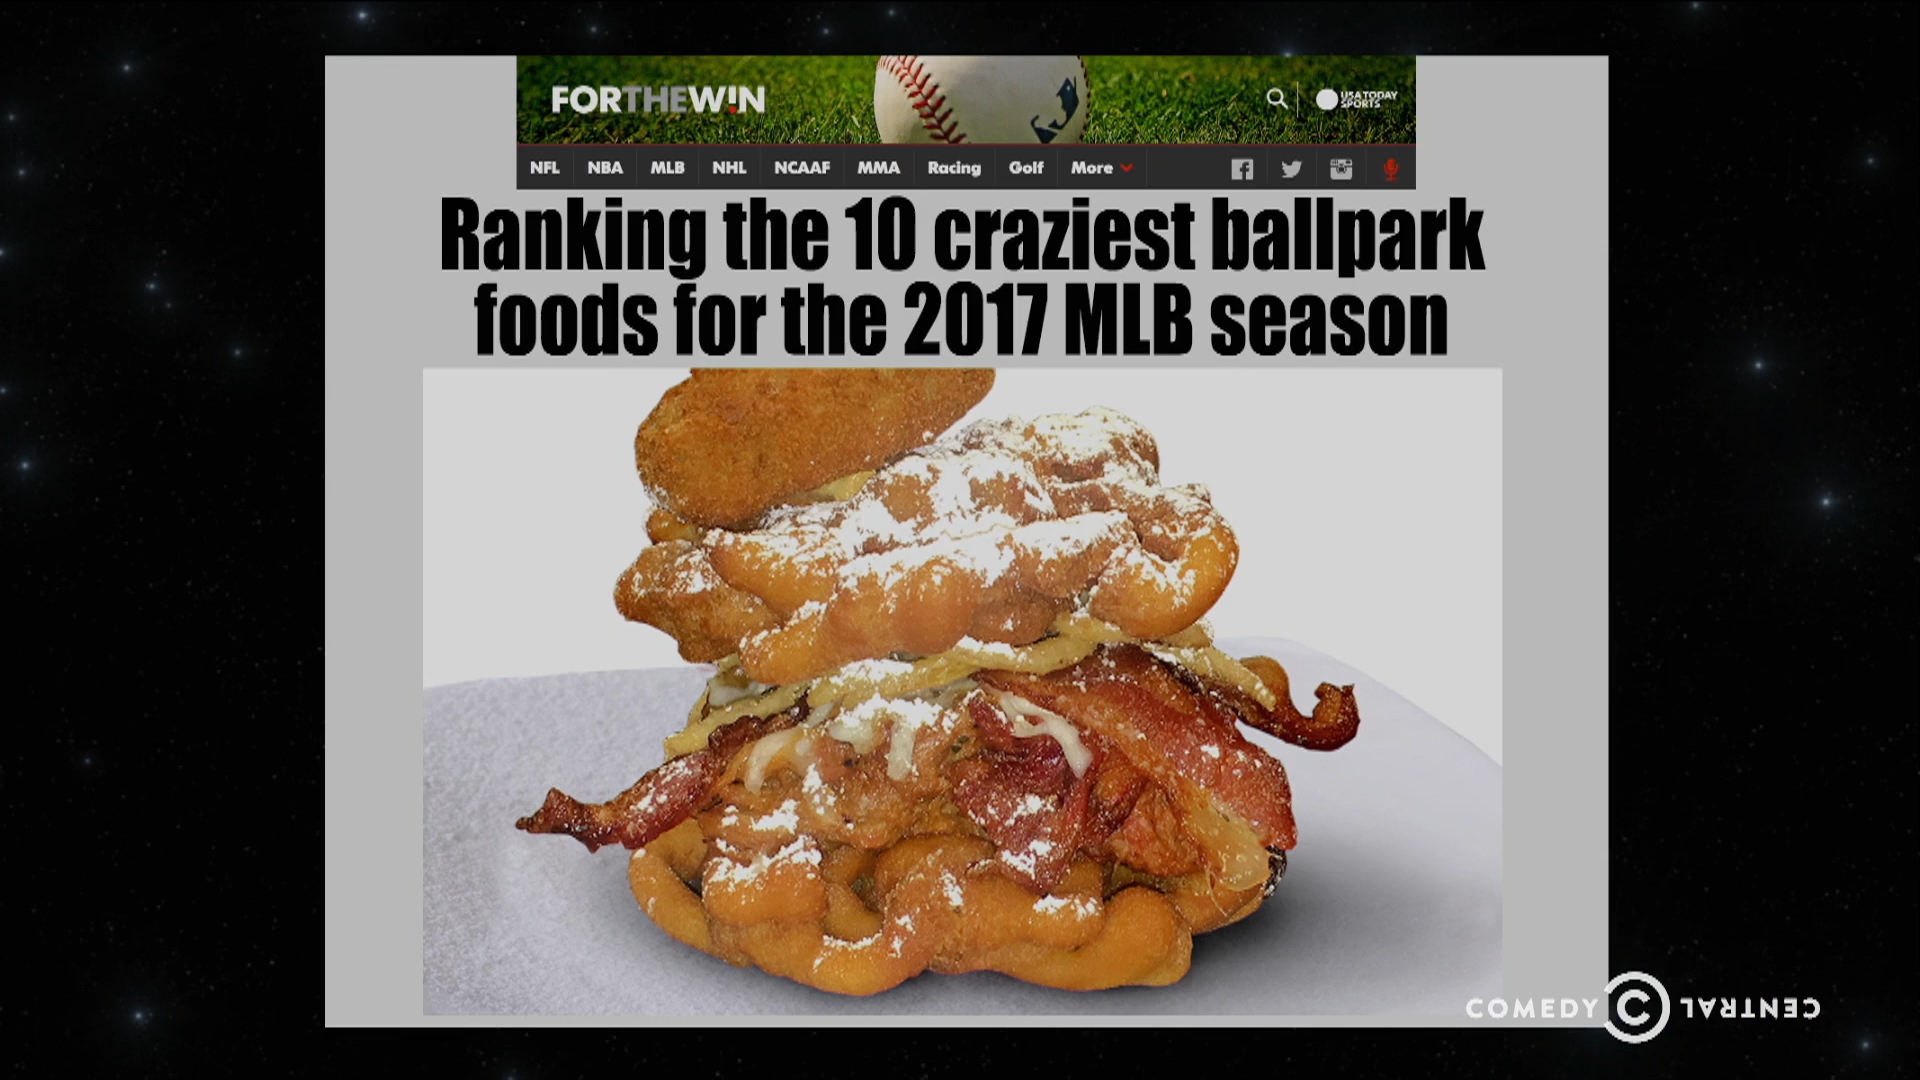 FORTHEWIN
USA TODAY
SPORTS
NFL NBA MLB NHL NCAAF MMA Racing Golf More
Ranking the 10 craziest ballpark
foods for the 2017 MLB season
COMEDY CENTRAL